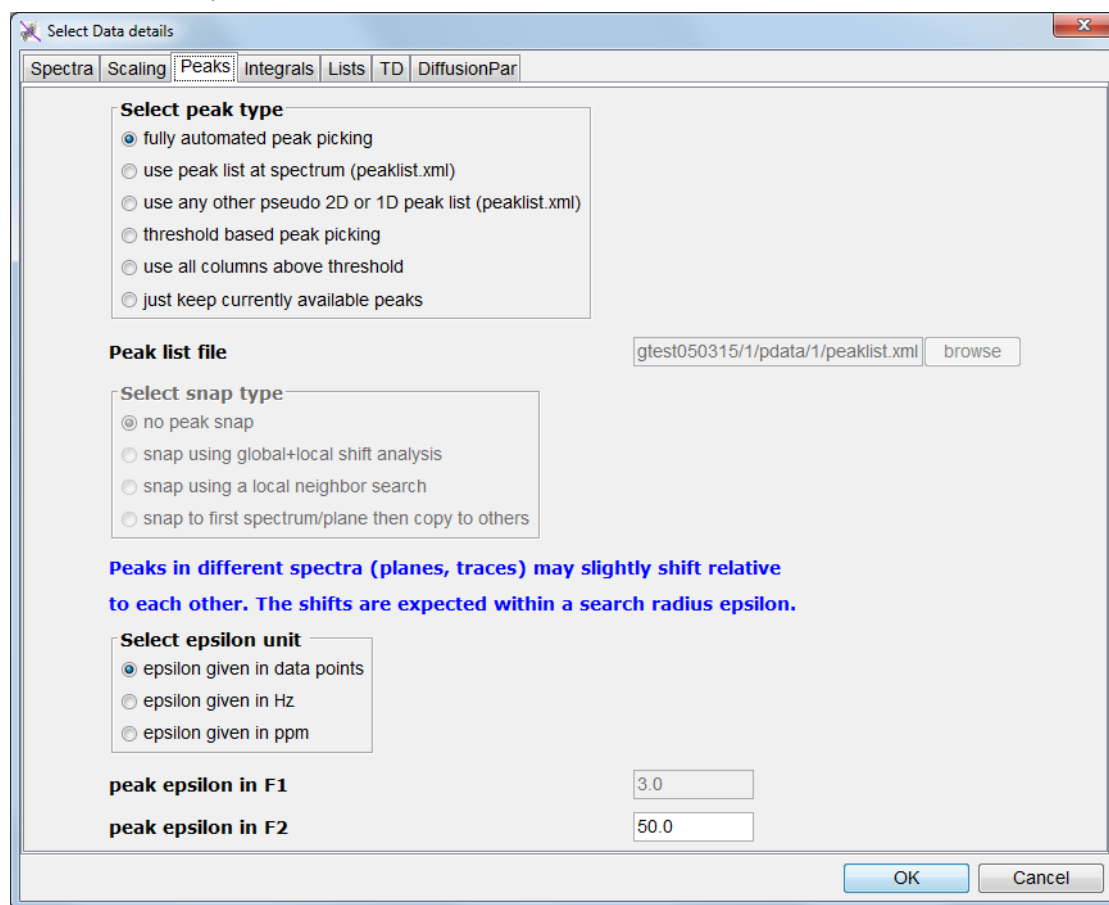 Select Data details
Spectra Scaling Peaks Integrals Lists TD DiffusionPar
Select peak type
fully automated peak picking
use peak list at spectrum (peaklist.xml)
use any other pseudo 2D or 1D peak list (peaklist.xml)
threshold based peak picking
use all columns above threshold
just keep currently available peaks
Peak list file gtest050315/1/pdata/1/peaklist.xml browse
Select snap type
no peak snap
snap using global+local shift analysis
snap using a local neighbor search
snap to first spectrum/plane then copy to others
Peaks in different spectra (planes, traces) may slightly shift relative
to each other. The shifts are expected within a search radius epsilon.
Select epsilon unit
epsilon given in data points
epsilon given in Hz
epsilon given in ppm
peak epsilon in F1 3.0
peak epsilon in F2 50.0
OK Cancel